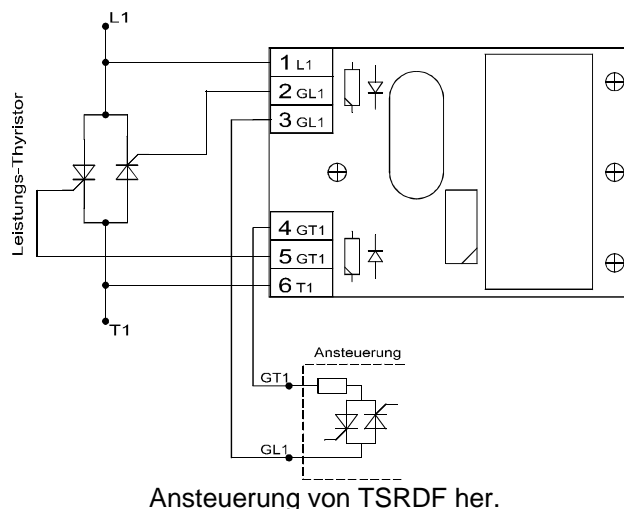 L1
1 L1
2 GL1
3 GL1
Leistungs-Thyristor
4 GT1
5 GT1
6 T1
T1
Ansteuerung
GT1
GL1
Ansteuerung von TSRDF her.